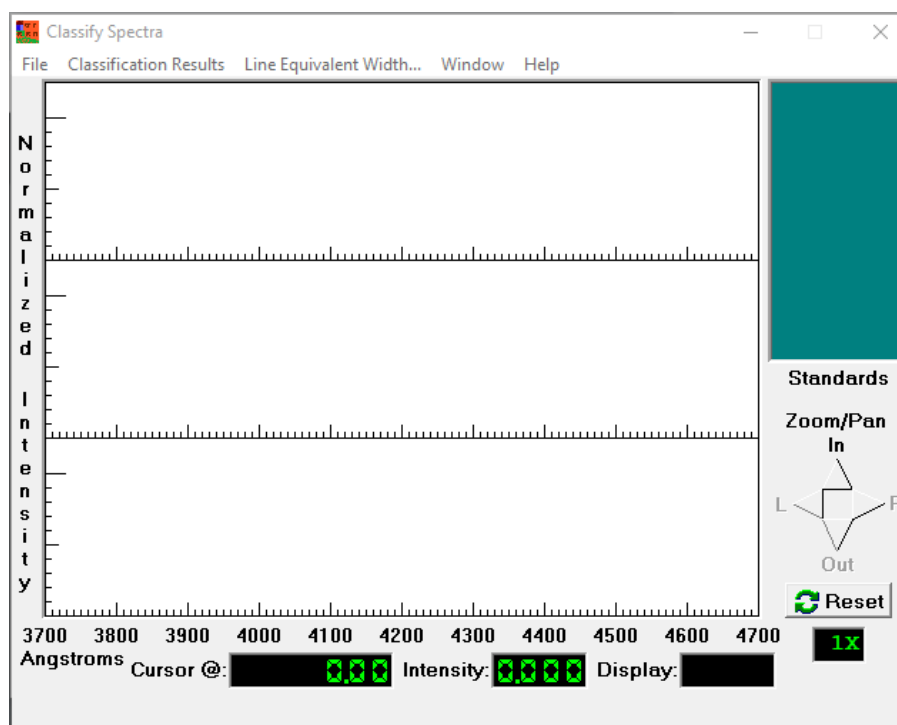 Classify Spectra
File Classification Results Line Equivalent Width... Window Help
Normalized Intensity
Standards
Zoom/Pan
In
L R
Out
Reset
3700 3800 3900 4000 4100 4200 4300 4400 4500 4600 4700
1X
Angstroms Cursor @: 0.00 Intensity: 0.000 Display: